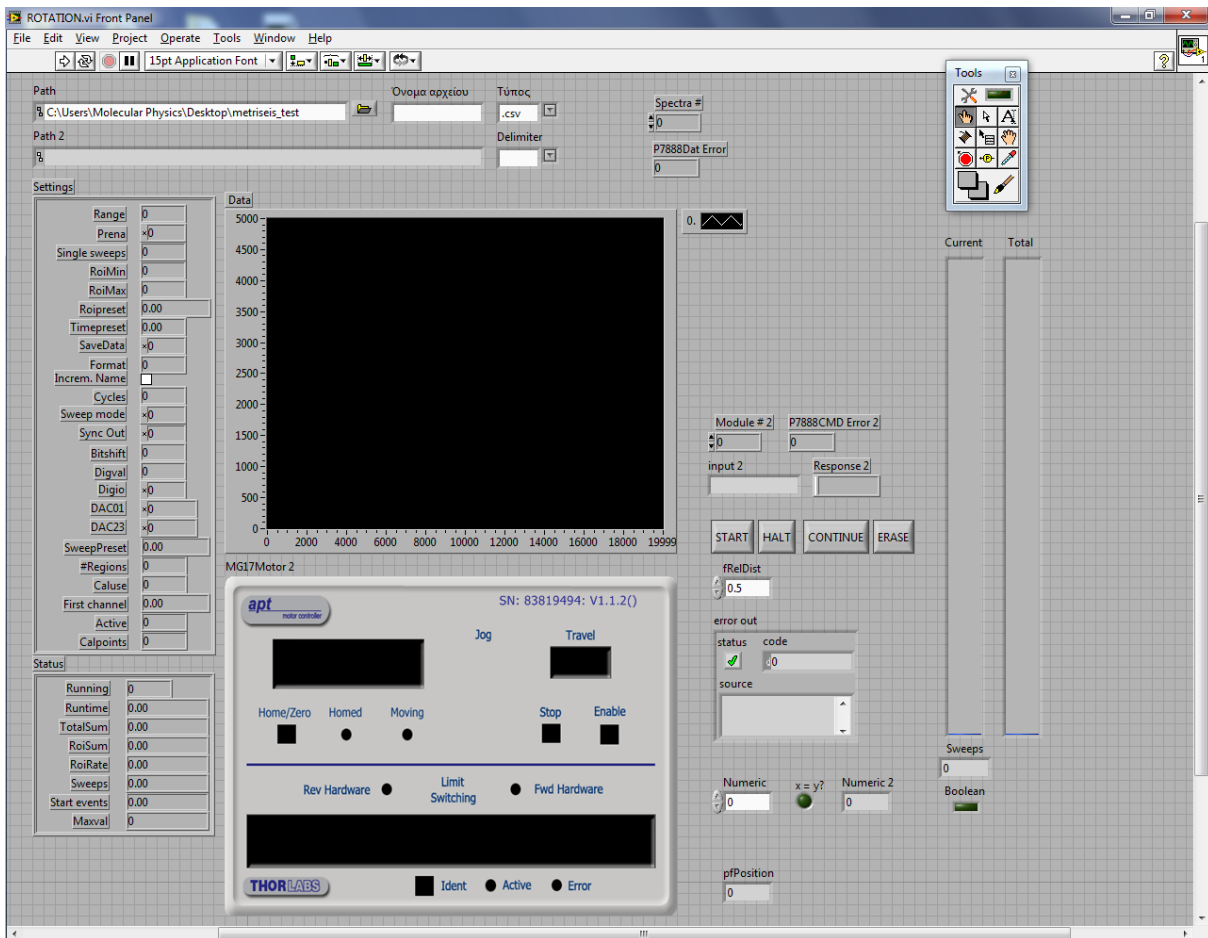 ROTATION.vi Front Panel
File Edit View Project Operate Tools Window Help
15pt Application Font
1
Path
C:\Users\Molecular Physics\Desktop\metriseis_test
Όνομα αρχείου
Τύπος
.csv
Path 2
Delimiter
Spectra #
0
P7888Dat Error
0
Tools
Settings
Range 0
Prena ×0
Single sweeps 0
RoiMin 0
RoiMax 0
Roipreset 0.00
Timepreset 0.00
SaveData ×0
Format 0
Increm. Name
Cycles 0
Sweep mode ×0
Sync Out ×0
Bitshift 0
Digval 0
Digio ×0
DAC01 ×0
DAC23 ×0
SweepPreset 0.00
#Regions 0
Caluse 0
First channel 0.00
Active 0
Calpoints 0
Status
Running 0
Runtime 0.00
TotalSum 0.00
RoiSum 0.00
RoiRate 0.00
Sweeps 0.00
Start events 0.00
Maxval 0
Data
0.
5000
4500
4000
3500
3000
2500
2000
1500
1000
500
0
0 2000 4000 6000 8000 10000 12000 14000 16000 18000 19999
MG17Motor 2
apt
motor controller
SN: 83819494: V1.1.2()
Jog Travel
Home/Zero Homed Moving Stop Enable
Rev Hardware Limit Switching Fwd Hardware
THORLABS Ident Active Error
Current Total
Module # 2 P7888CMD Error 2
0 0
input 2 Response 2
START HALT CONTINUE ERASE
fRelDist
0.5
error out
status code
d0
source
Numeric x = y? Numeric 2
0 0
pfPosition
0
Sweeps
0
Boolean